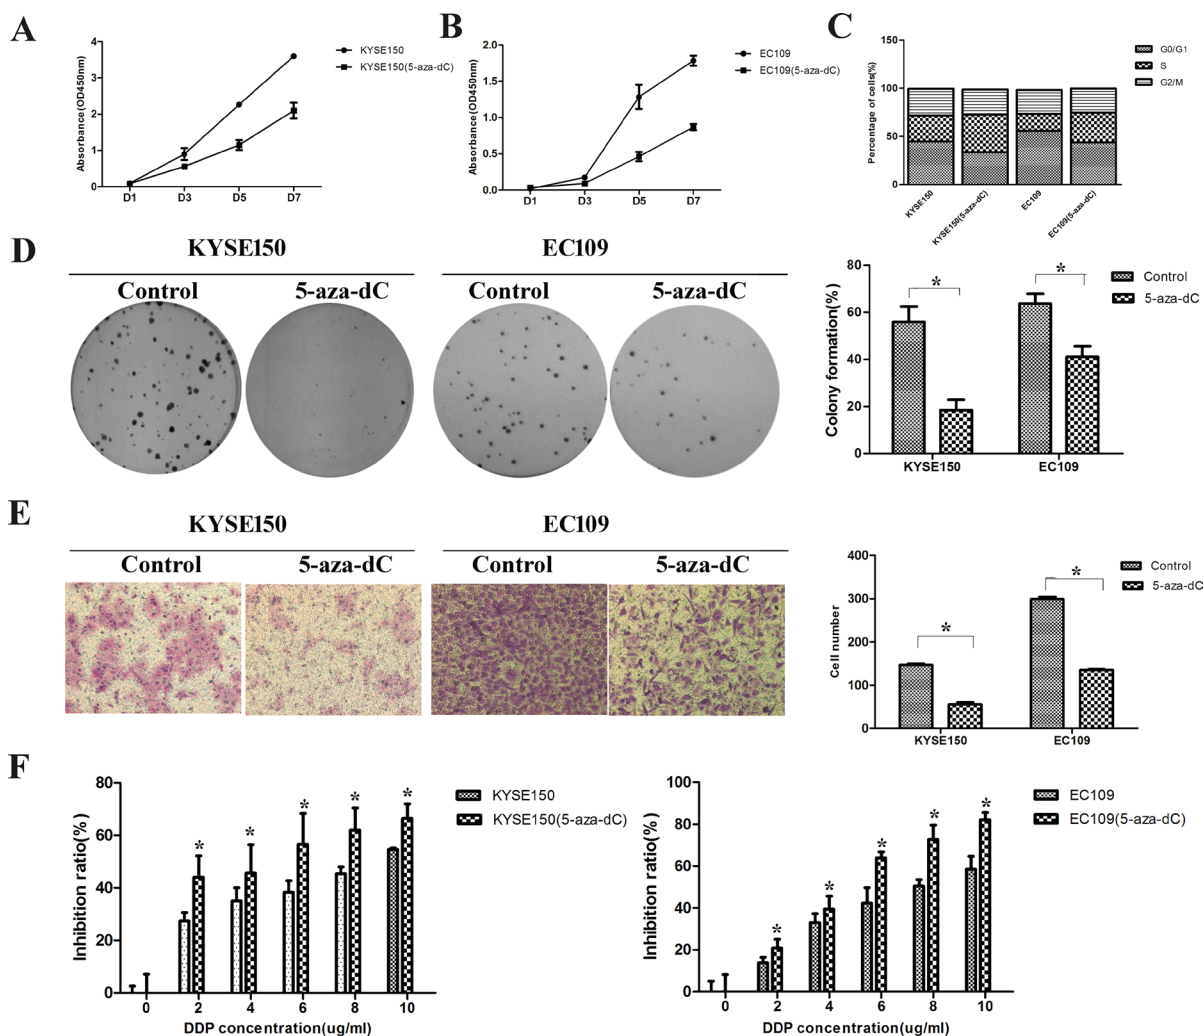 A
Absorbance(OD450nm)
4
3
2
1
0
D1 D3 D5 D7
KYSE150
KYSE150(5-aza-dC)
B
Absorbance(OD450nm)
2.0
1.5
1.0
0.5
0.0
D1 D3 D5 D7
EC109
EC109(5-aza-dC)
C
Percentage of cells(%)
150
100
50
0
KYSE150
KYSE150(5-aza-dC)
EC109
EC109(5-aza-dC)
G0/G1
S
G2/M
D
KYSE150 EC109
Control 5-aza-dC Control 5-aza-dC
Colony formation(%)
80
60
40
20
0
* *
KYSE150 EC109
Control
5-aza-dC
E
KYSE150 EC109
Control 5-aza-dC Control 5-aza-dC
Cell number
400
300
200
100
0
* *
KYSE150 EC109
Control
5-aza-dC
F
Inhibition ratio(%)
80
60
40
20
0
* * * * *
0 2 4 6 8 10
DDP concentration(ug/ml)
KYSE150
KYSE150(5-aza-dC)
Inhibition ratio(%)
100
80
60
40
20
0
* * * * *
0 2 4 6 8 10
DDP concentration(ug/ml)
EC109
EC109(5-aza-dC)